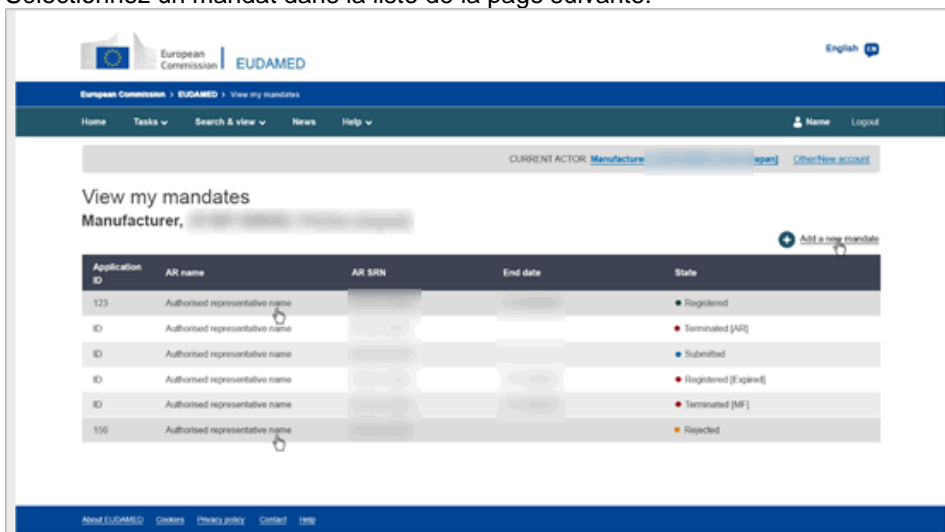 Sélectionnez un mandat dans la liste de la page suivante.
European
Commission
EUDAMED
English EN
European Commission > EUDAMED > View my mandates
Home Tasks Search & view News Help Name Logout
CURRENT ACTOR: Manufacture apan] Other/New account
View my mandates
Manufacturer,
Add a new mandate
Application ID AR name AR SRN End date State
123 Authorised representative name Registered
ID Authorised representative name Terminated [AR]
ID Authorised representative name Submitted
ID Authorised representative name Registered [Expired]
ID Authorised representative name Terminated [MF]
156 Authorised representative name Rejected
About EUDAMED Cookies Privacy policy Contact Help